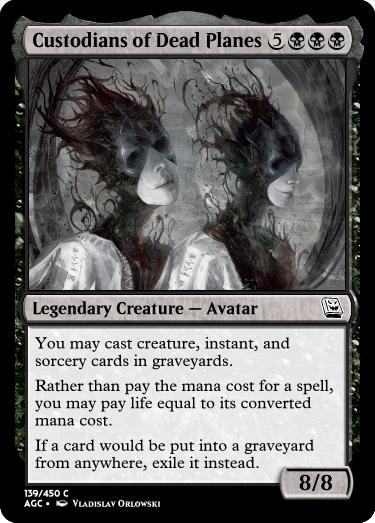 Custodians of Dead Planes 5
Legendary Creature — Avatar
You may cast creature, instant, and
sorcery cards in graveyards.
Rather than pay the mana cost for a spell,
you may pay life equal to its converted
mana cost.
If a card would be put into a graveyard
from anywhere, exile it instead.
8/8
139/450 C
AGC • Vladislav Orlowski